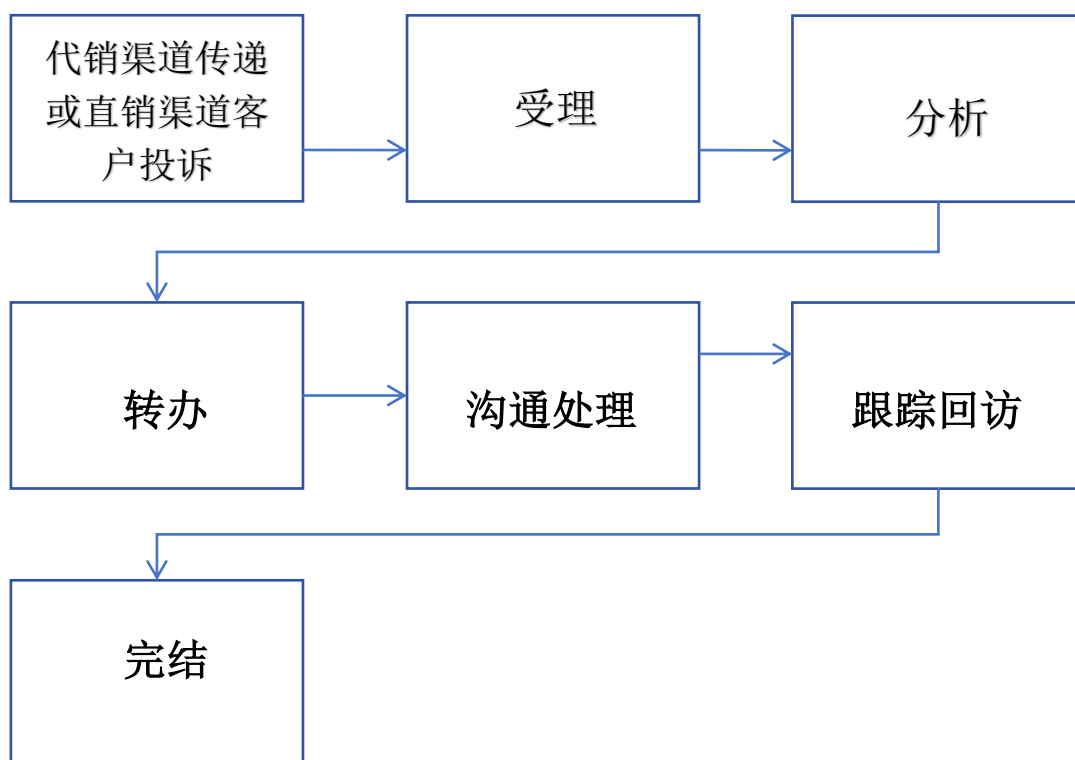 代销渠道传递
或直销渠道客
户投诉
受理
分析
转办
沟通处理
跟踪回访
完结